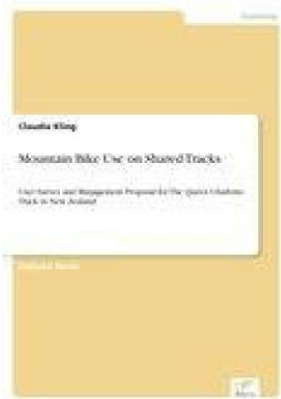 Claudia Kling
Mountain Bike Use on Shared Tracks
User Survey and Management Proposal for The Queen Charlotte
Track in New Zealand